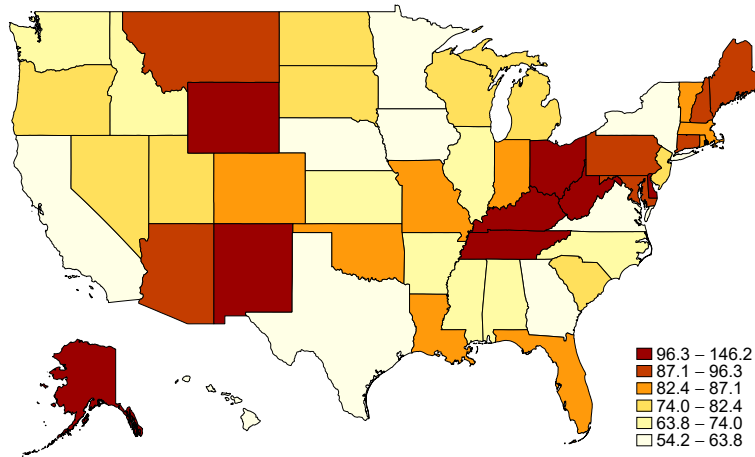 96.3 – 146.2
87.1 – 96.3
82.4 – 87.1
74.0 – 82.4
63.8 – 74.0
54.2 – 63.8